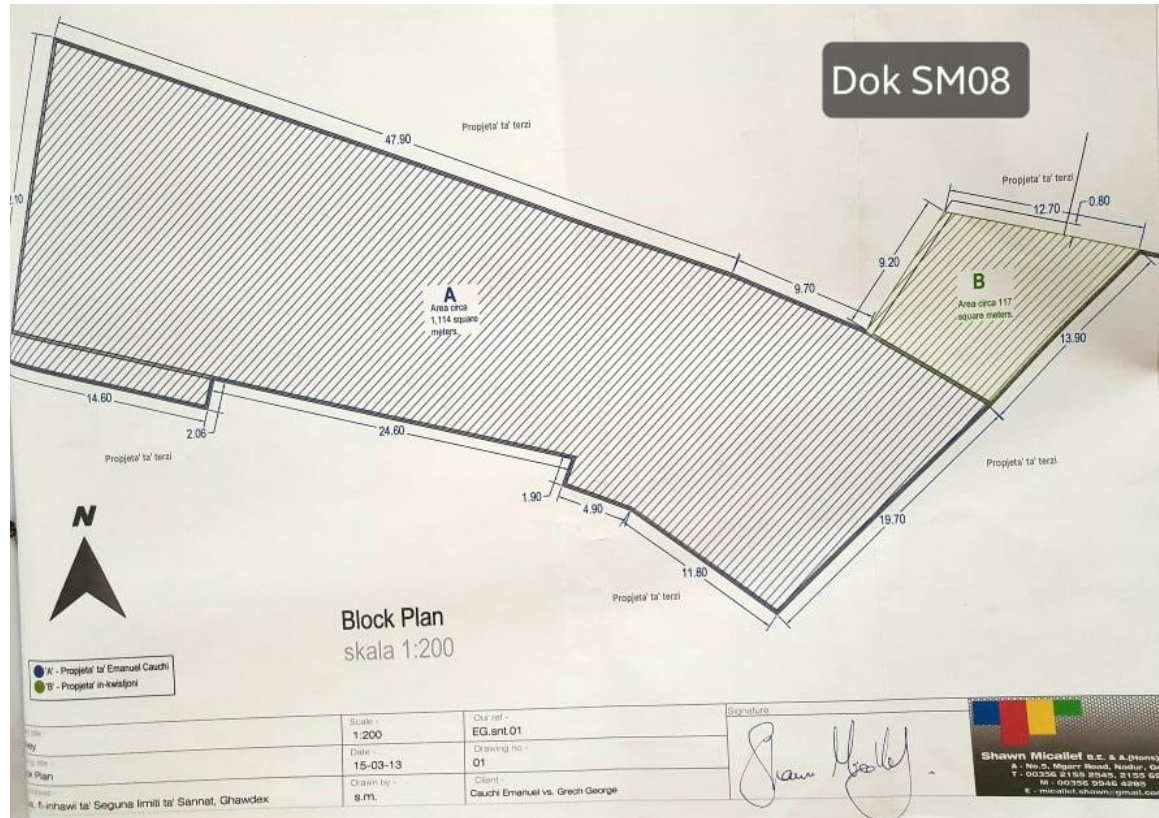 Dok SM08
Propjeta' ta' terzi
47.90
Propjeta' ta' terzi
12.70
0.80
9.20
B
Area circa 117
square meters.
9.70
A
Area circa
1,114 square
meters.
13.90
14.60
2.06
24.60
Propjeta' ta' terzi
Propjeta' ta' terzi
1.90
4.90
19.70
11.80
Propjeta' ta' terzi
N
Block Plan
skala 1:200
'A' - Propjeta' ta' Emanuel Cauchi
'B' - Propjeta' in-kwistjoni
Scale -
1:200
Our ref -
EG.snt.01
Signature
Date -
15-03-13
Drawing no -
01
Plan
Drawn by -
s.m.
Client -
Cauchi Emanuel vs. Grech George
fl-inhawi ta' Seguna limiti ta' Sannat, Ghawdex
Shawn Micallef B.E. & A.(Hons)
A - No.5, Mgarr Road, Nadur,
T - 00356 2155 2545, 2155
M - 00356 9946 4285
E - micallef.shawn@gmail.com